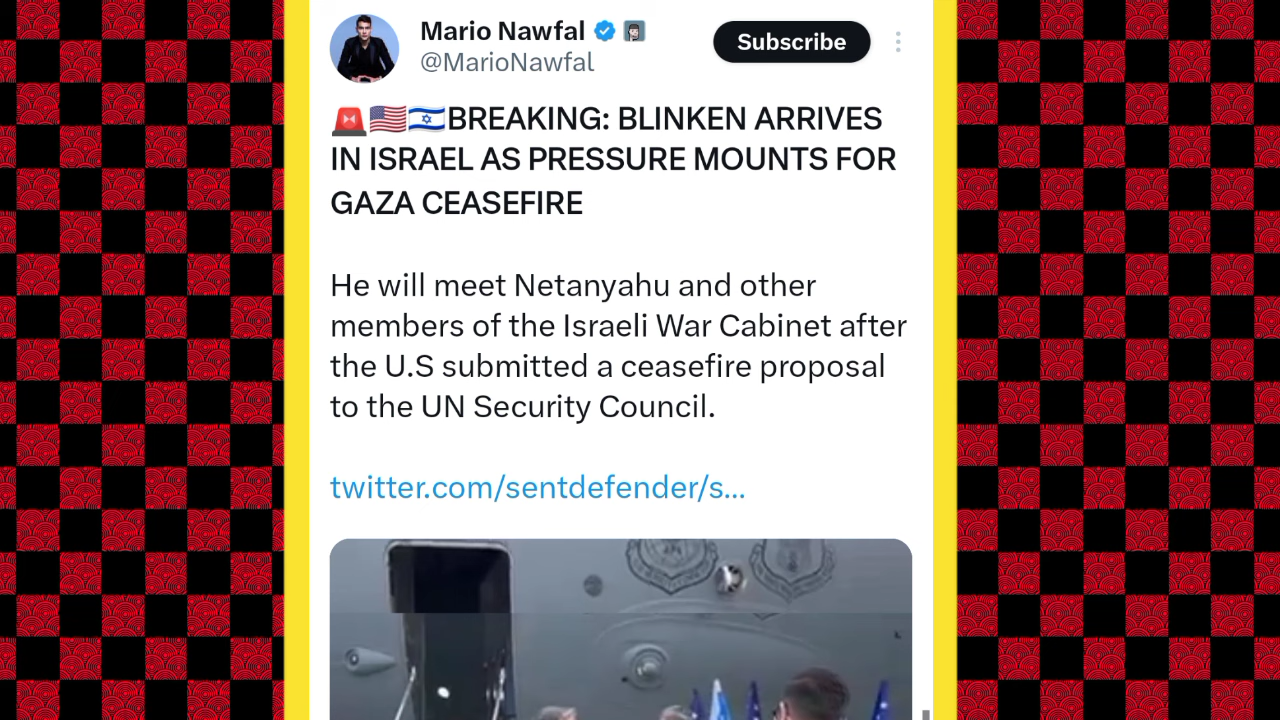 Mario Nawfal
Subscribe
@MarioNawfal
🚨🇺🇸🇮🇱BREAKING: BLINKEN ARRIVES
IN ISRAEL AS PRESSURE MOUNTS FOR
GAZA CEASEFIRE
He will meet Netanyahu and other
members of the Israeli War Cabinet after
the U.S submitted a ceasefire proposal
to the UN Security Council.
twitter.com/sentdefender/s...